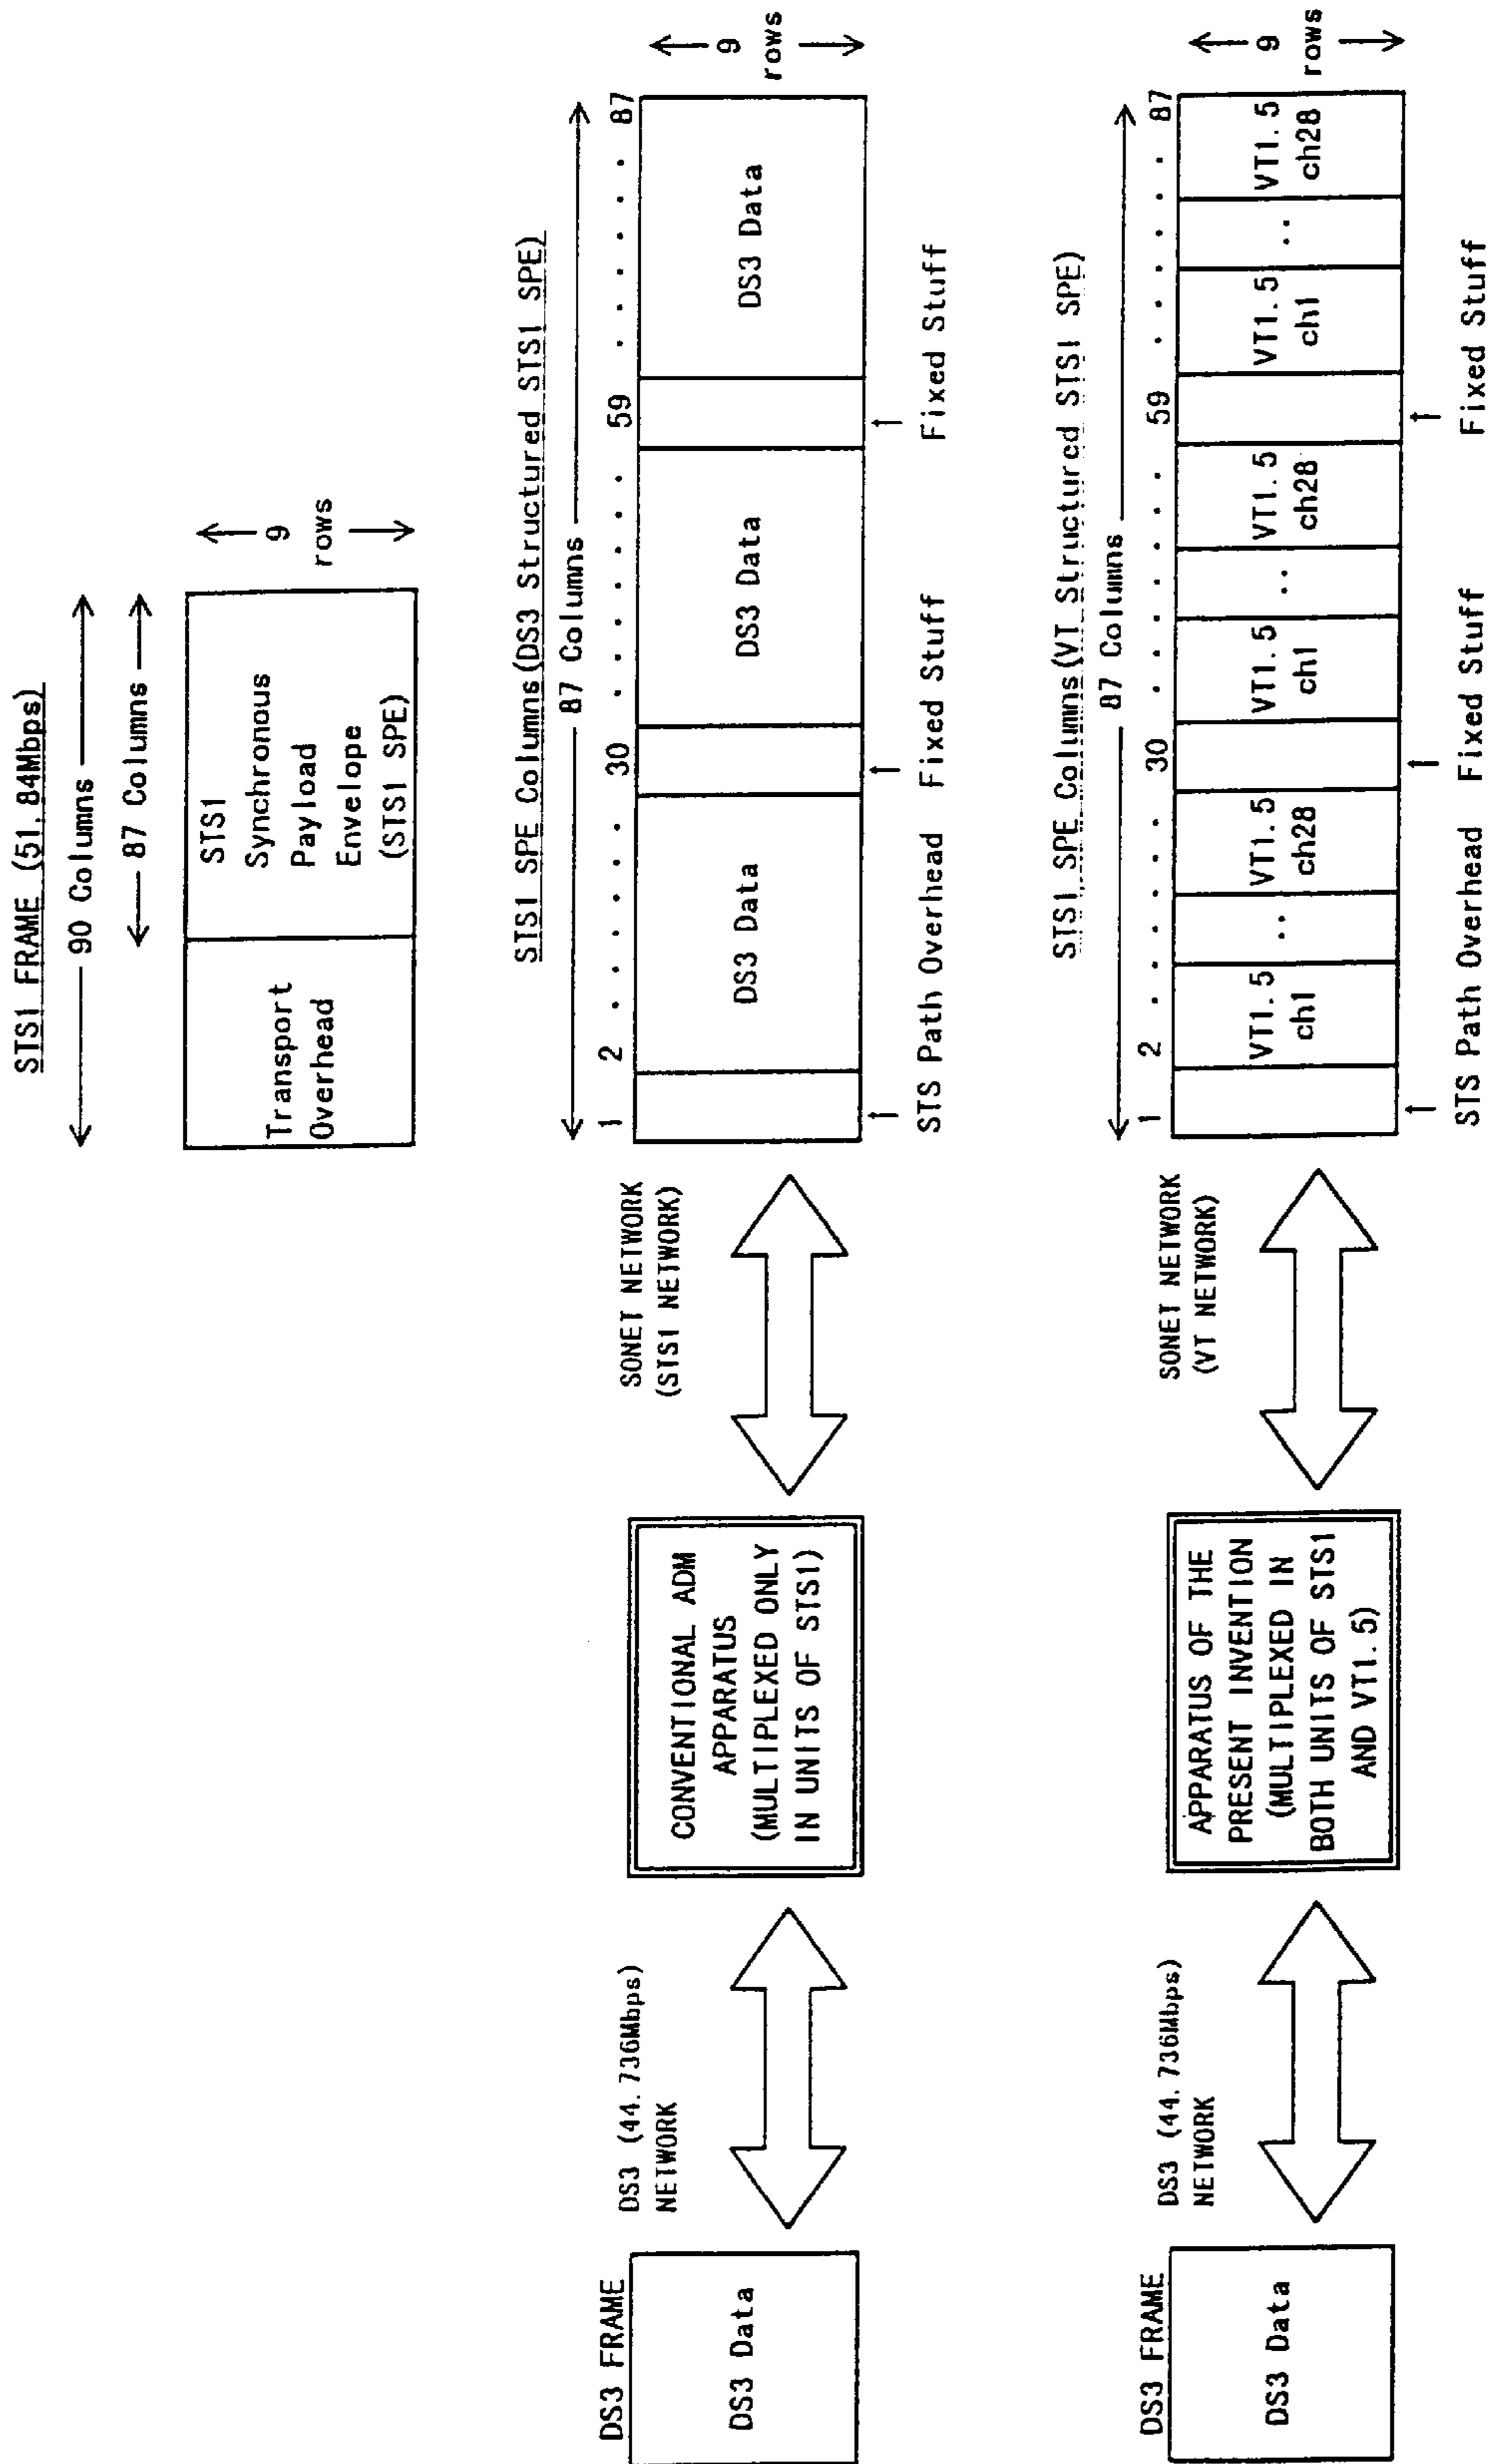 STS1 FRAME (51.84Mbps)
90 Columns
87 Columns
Transport
Overhead
STS1
Synchronous
Payload
Envelope
(STS1 SPE)
9
rows
DS3 FRAME
DS3 Data
DS3 (44.736Mbps)
NETWORK
CONVENTIONAL ADM
APPARATUS
(MULTIPLEXED ONLY
IN UNITS OF STS1)
SONET NETWORK
(STS1 NETWORK)
STS1 SPE Columns(DS3 Structured STS1 SPE)
87 Columns
1 2 . . . . . 30 . . . . . . 59 . . . . . . 87
DS3 Data
DS3 Data
DS3 Data
9
rows
STS Path Overhead
Fixed Stuff
Fixed Stuff
DS3 FRAME
DS3 Data
DS3 (44.736Mbps)
NETWORK
APPARATUS OF THE
PRESENT INVENTION
(MULTIPLEXED IN
BOTH UNITS OF STS1
AND VT1.5)
SONET NETWORK
(VT NETWORK)
STS1 SPE Columns(VT Structured STS1 SPE)
87 Columns
1 2 . . . . . 30 . . . . . . 59 . . . . . . 87
VT1.5
ch1
..
VT1.5
ch28
VT1.5
ch1
..
VT1.5
ch28
VT1.5
ch1
..
VT1.5
ch28
9
rows
STS Path Overhead
Fixed Stuff
Fixed Stuff